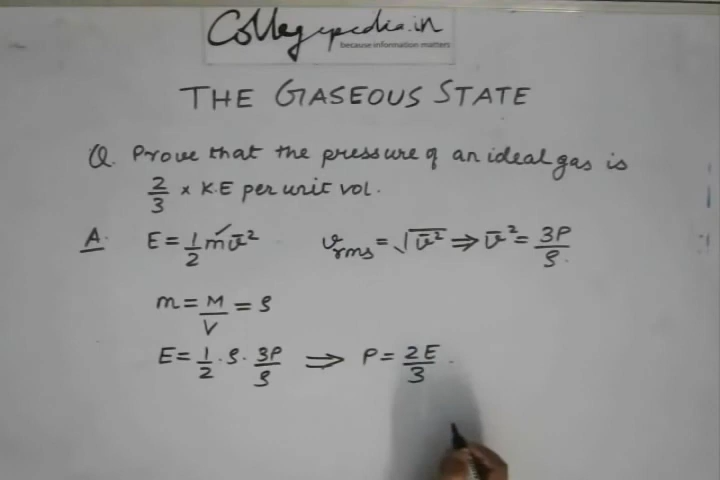 Collegepedia.in
because information matters
THE GASEOUS STATE
Q. Prove that the pressure of an ideal gas is
2/3 × K.E per unit vol.
A. E = 1/2 m v̄² v_rms = √v̄² ⇒ v̄² = 3P/ρ.
m = M/V = ρ
E = 1/2 · ρ · 3P/ρ ⇒ P = 2E/3.